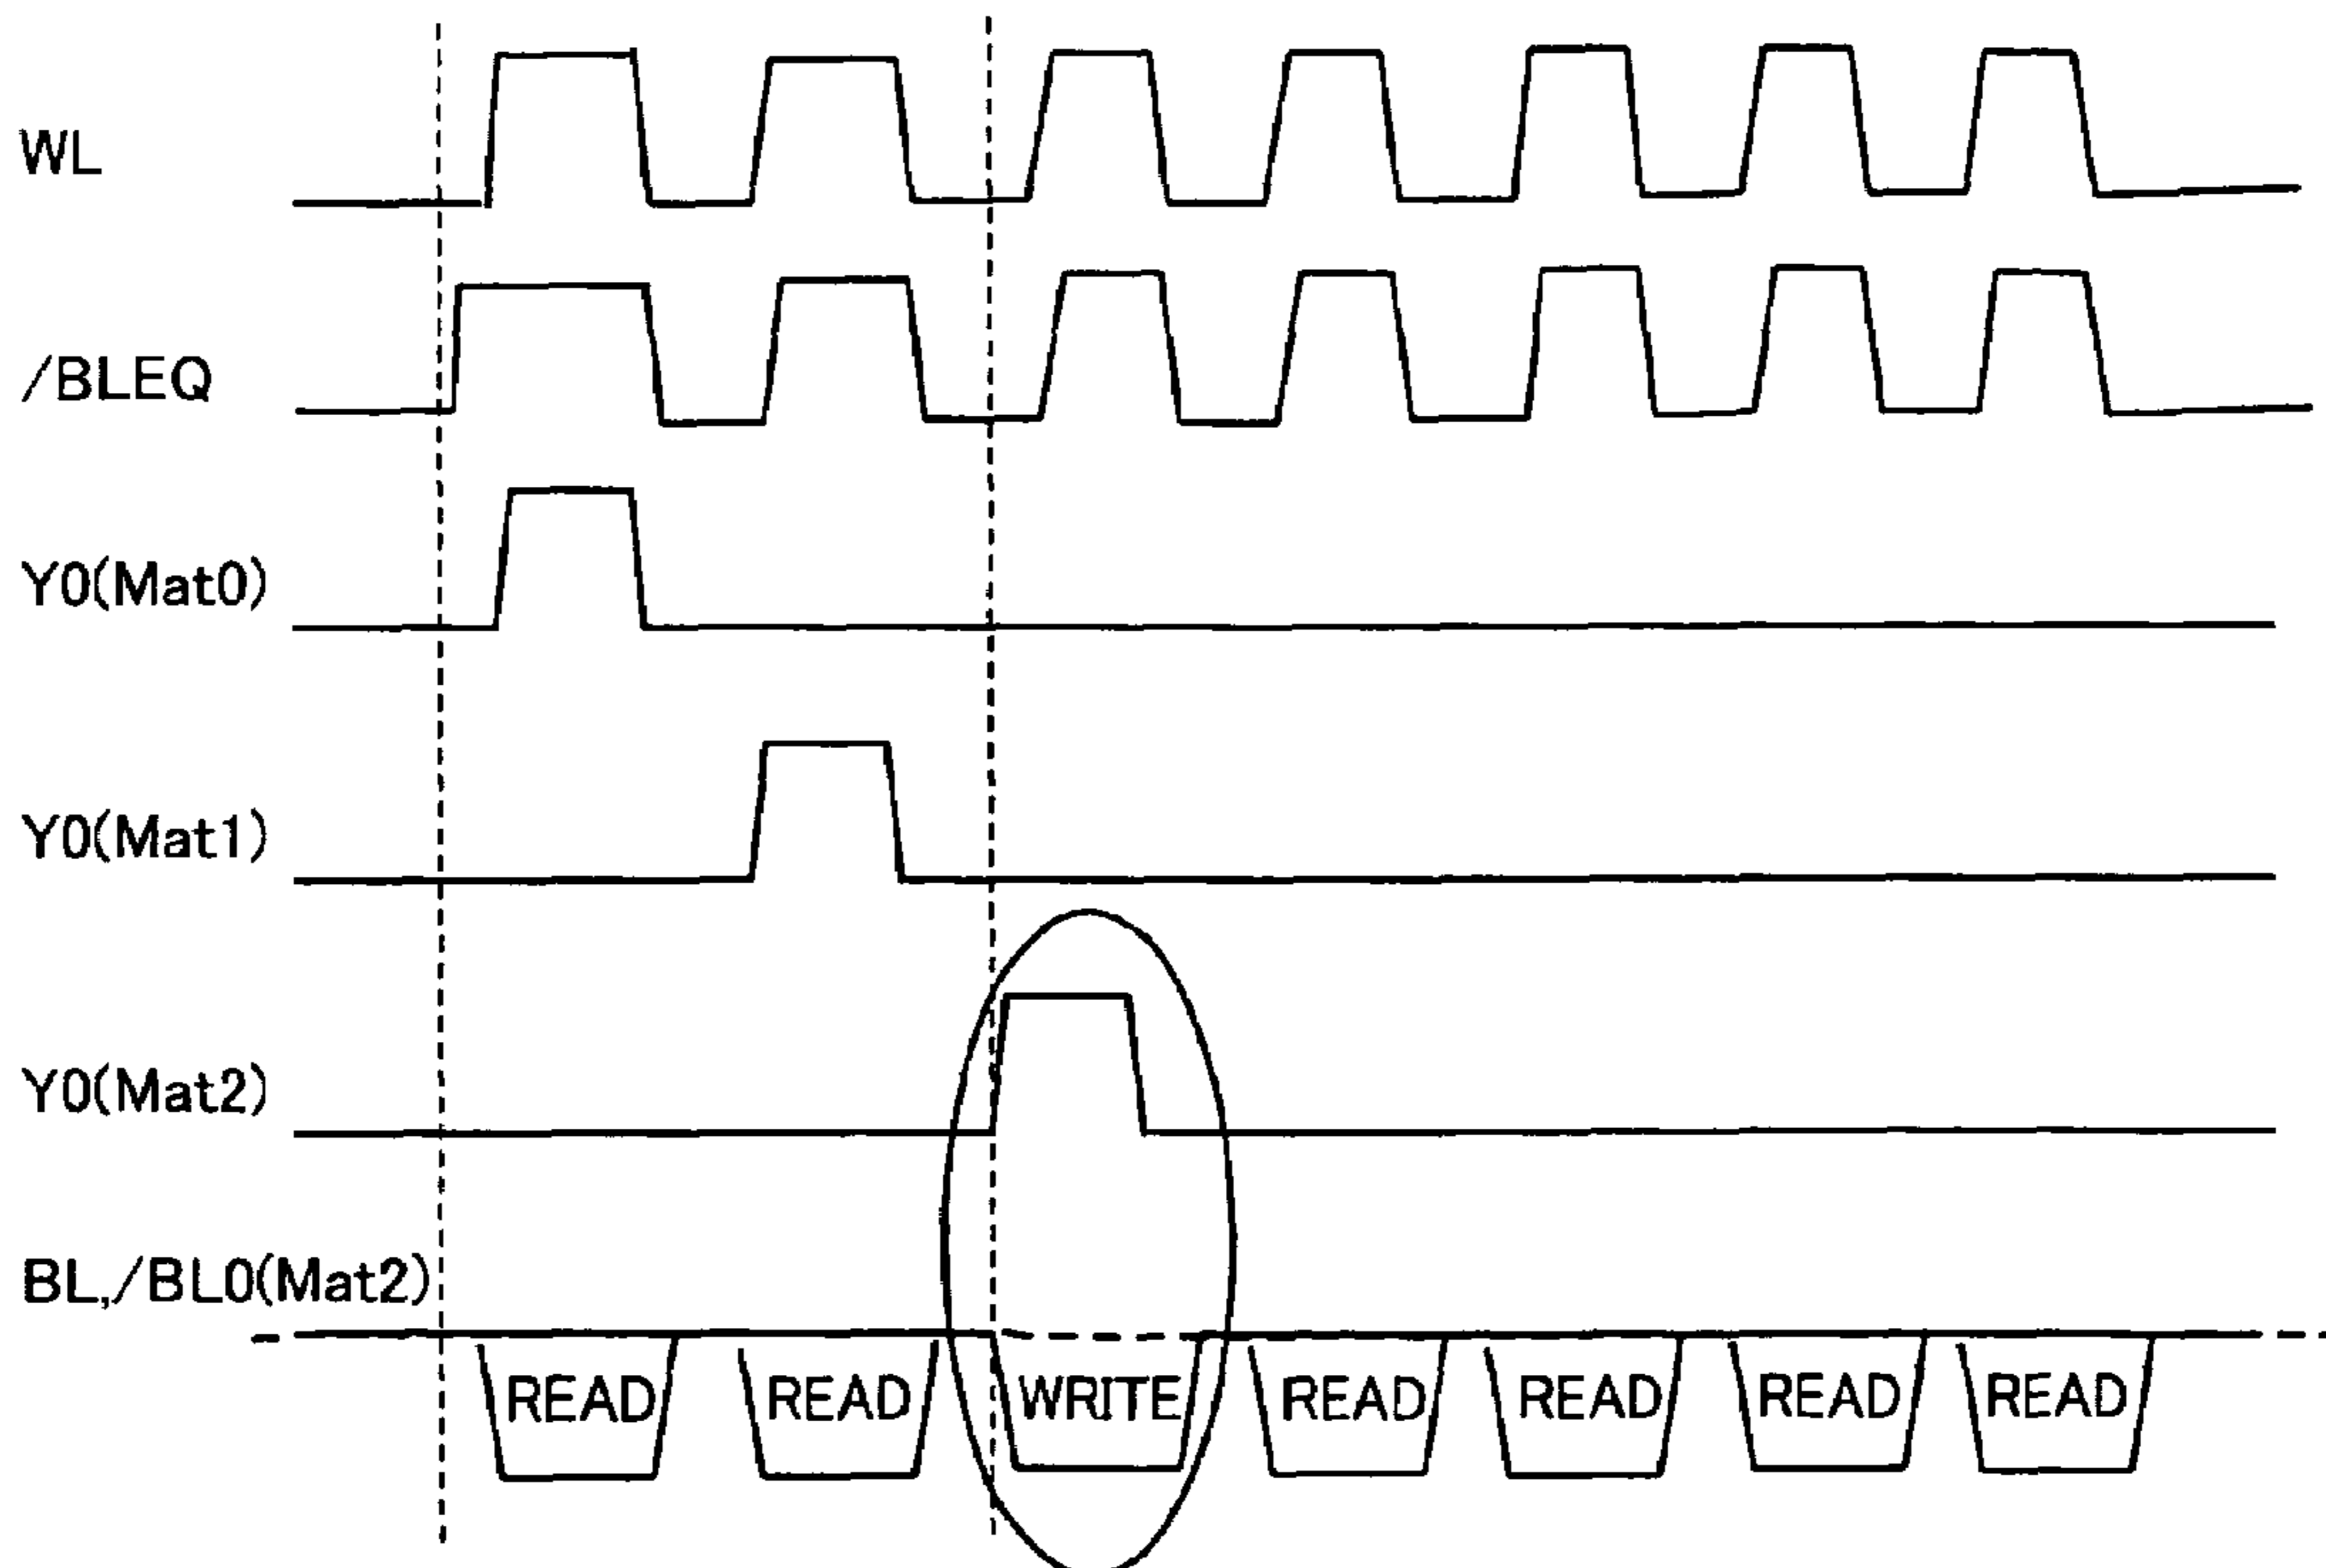 WL
/BLEQ
Y0(Mat0)
Y0(Mat1)
Y0(Mat2)
BL,/BL0(Mat2)
READ READ WRITE READ READ READ READ